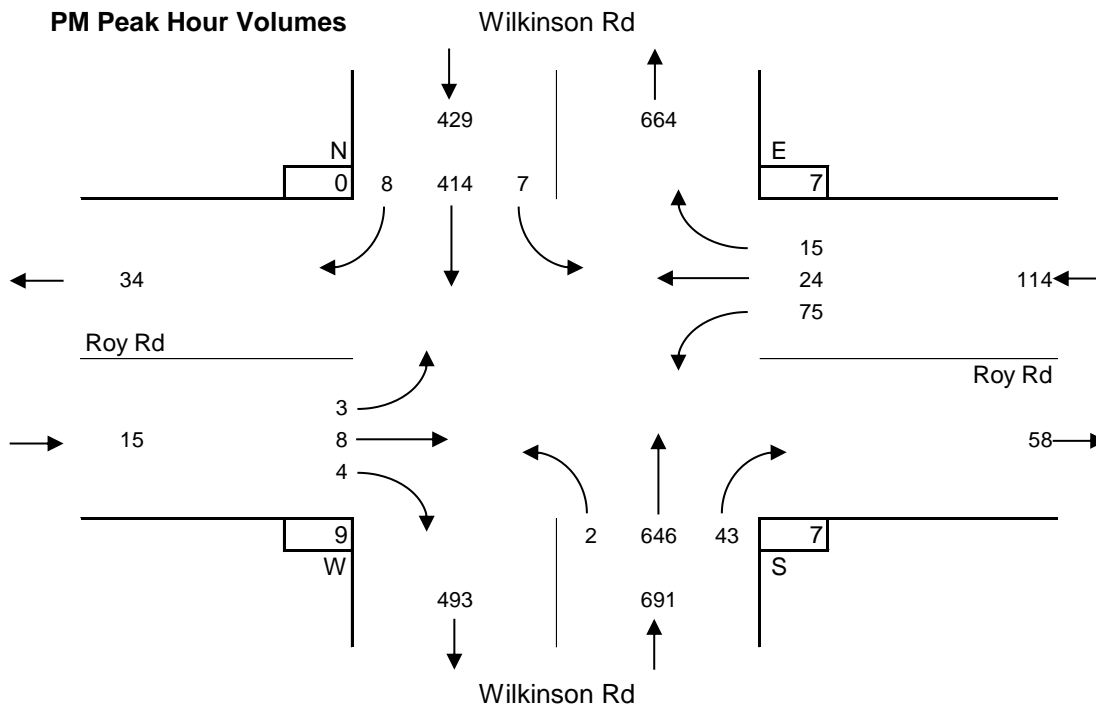 PM Peak Hour Volumes Wilkinson Rd
429 664
N E
0 8 414 7 7
15
34 24 114
75
Roy Rd
Roy Rd
3
15 8 58
4
9 2 646 43 7
W S
493 691
Wilkinson Rd